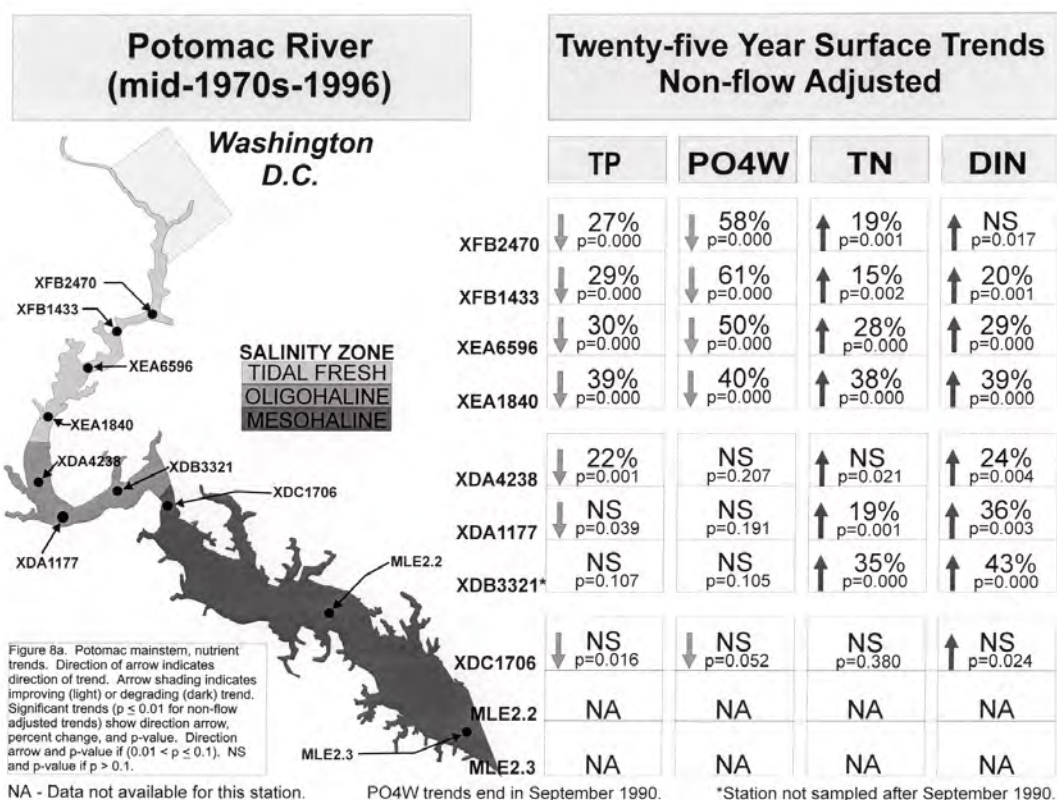 Potomac River
(mid-1970s-1996)
Twenty-five Year Surface Trends
Non-flow Adjusted
Washington
D.C.
XFB2470
XFB1433
XEA6596
XEA1840
XDA4238
XDB3321
XDC1706
XDA1177
MLE2.2
MLE2.3
SALINITY ZONE
TIDAL FRESH
OLIGOHALINE
MESOHALINE
TP PO4W TN DIN
27% 58% 19% NS
XFB2470 p=0.000 p=0.000 p=0.001 p=0.017
29% 61% 15% 20%
XFB1433 p=0.000 p=0.000 p=0.002 p=0.001
30% 50% 28% 29%
XEA6596 p=0.000 p=0.000 p=0.000 p=0.000
39% 40% 38% 39%
XEA1840 p=0.000 p=0.000 p=0.000 p=0.000
22% NS NS 24%
XDA4238 p=0.001 p=0.207 p=0.021 p=0.004
NS NS 19% 36%
XDA1177 p=0.039 p=0.191 p=0.001 p=0.003
NS NS 35% 43%
XDB3321* p=0.107 p=0.105 p=0.000 p=0.000
NS NS NS NS
XDC1706 p=0.016 p=0.052 p=0.380 p=0.024
MLE2.2 NA NA NA NA
MLE2.3 NA NA NA NA
Figure 8a. Potomac mainstem, nutrient
trends. Direction of arrow indicates
direction of trend. Arrow shading indicates
improving (light) or degrading (dark) trend.
Significant trends (p ≤ 0.01 for non-flow
adjusted trends) show direction arrow,
percent change, and p-value. Direction
arrow and p-value if (0.01 < p ≤ 0.1). NS
and p-value if p > 0.1.
NA - Data not available for this station. PO4W trends end in September 1990. *Station not sampled after September 1990.